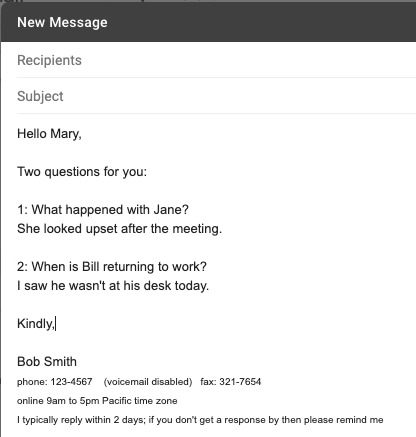 New Message
Recipients
Subject
Hello Mary,
Two questions for you:
1: What happened with Jane?
She looked upset after the meeting.
2: When is Bill returning to work?
I saw he wasn't at his desk today.
Kindly,
Bob Smith
phone: 123-4567 (voicemail disabled) fax: 321-7654
online 9am to 5pm Pacific time zone
I typically reply within 2 days; if you don't get a response by then please remind me